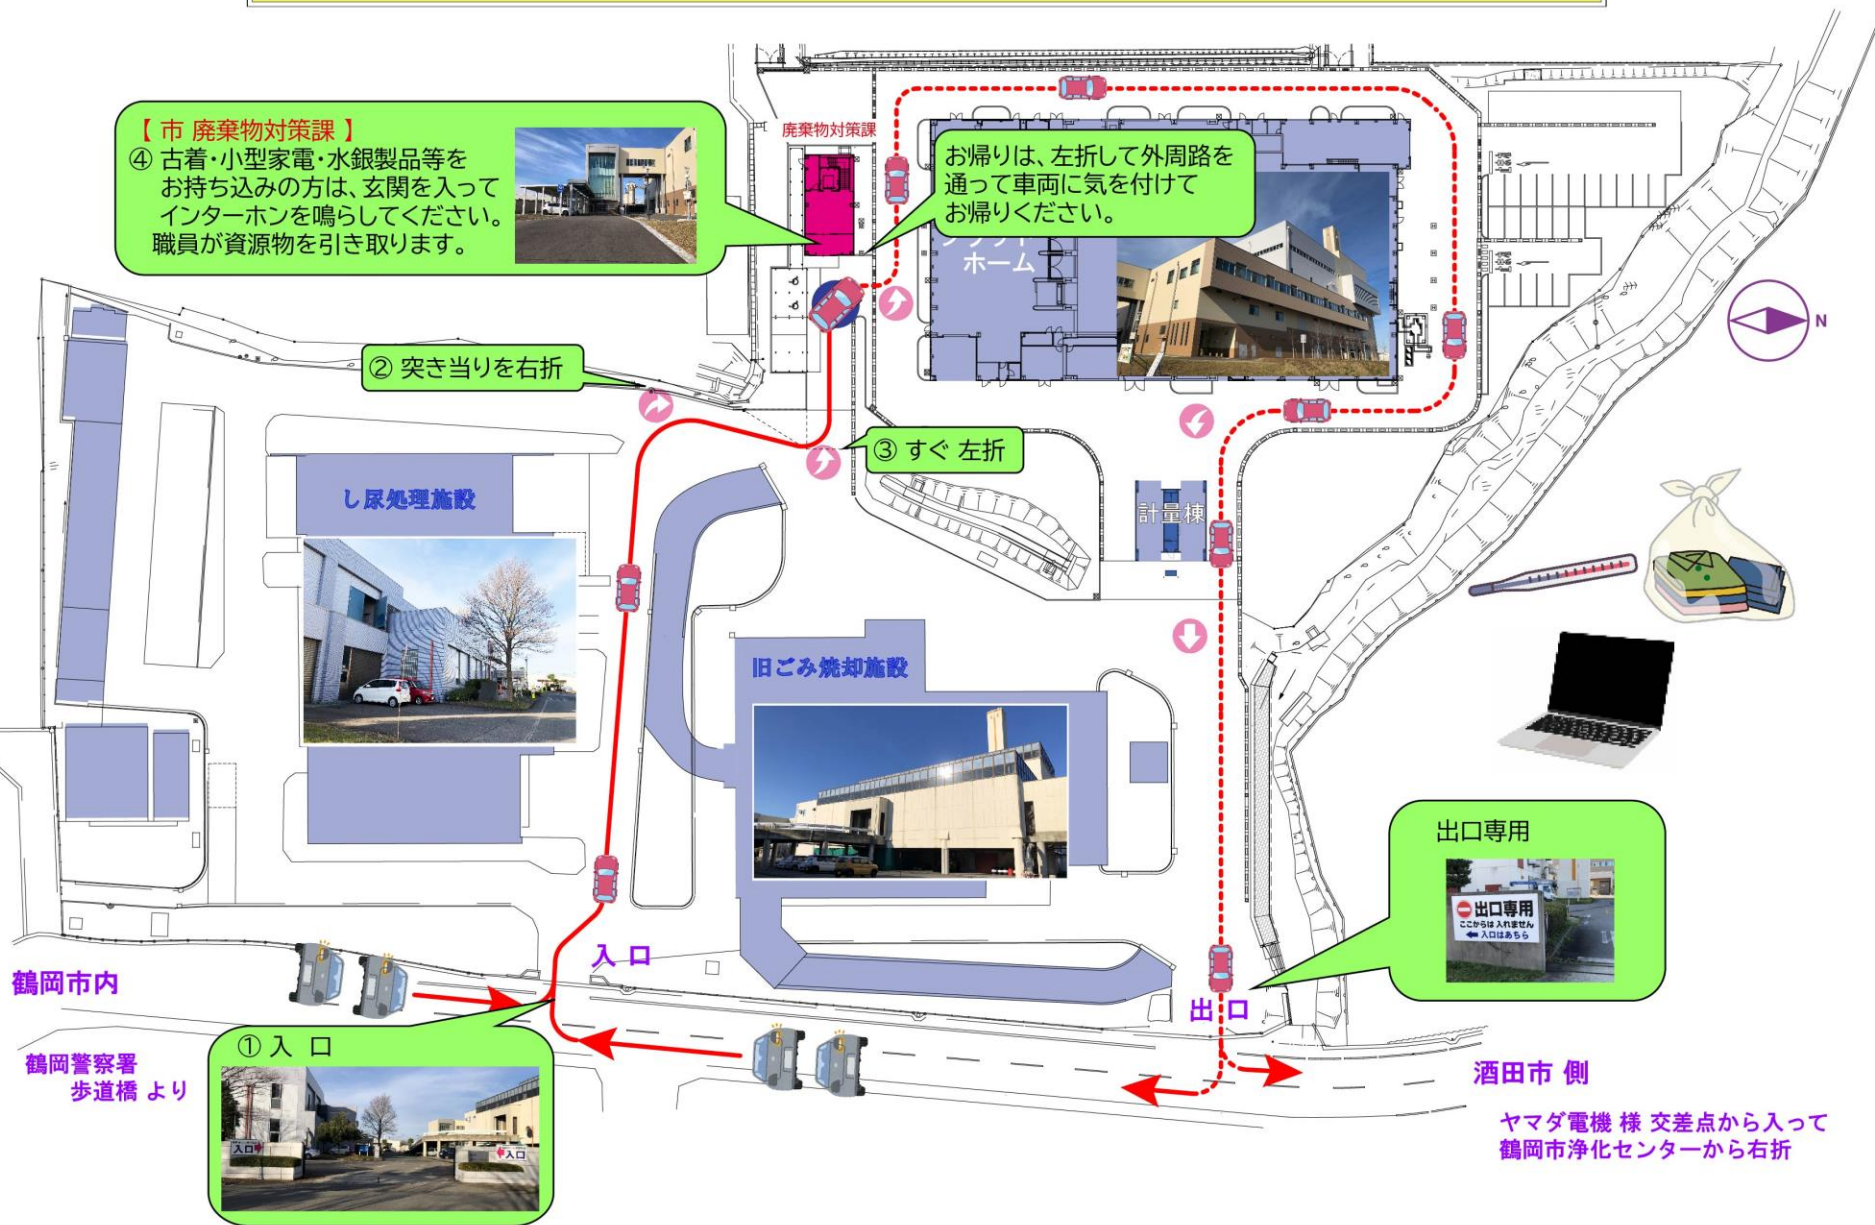 【 市 廃棄物対策課 】
④ 古着・小型家電・水銀製品等を
お持ち込みの方は、玄関を入って
インターホンを鳴らしてください。
職員が資源物を引き取ります。
廃棄物対策課
お帰りは、左折して外周路を
通って車両に気を付けて
お帰りください。
ホーム
N
② 突き当りを右折
③ すぐ 左折
し尿処理施設
計量棟
旧ごみ焼却施設
出口専用
出口専用
ここからは入れません
入口はあちら
入 口
鶴岡市内
出 口
① 入 口
入口
入口
鶴岡警察署
歩道橋 より
酒田市 側
ヤマダ電機 様 交差点から入って
鶴岡市浄化センターから右折